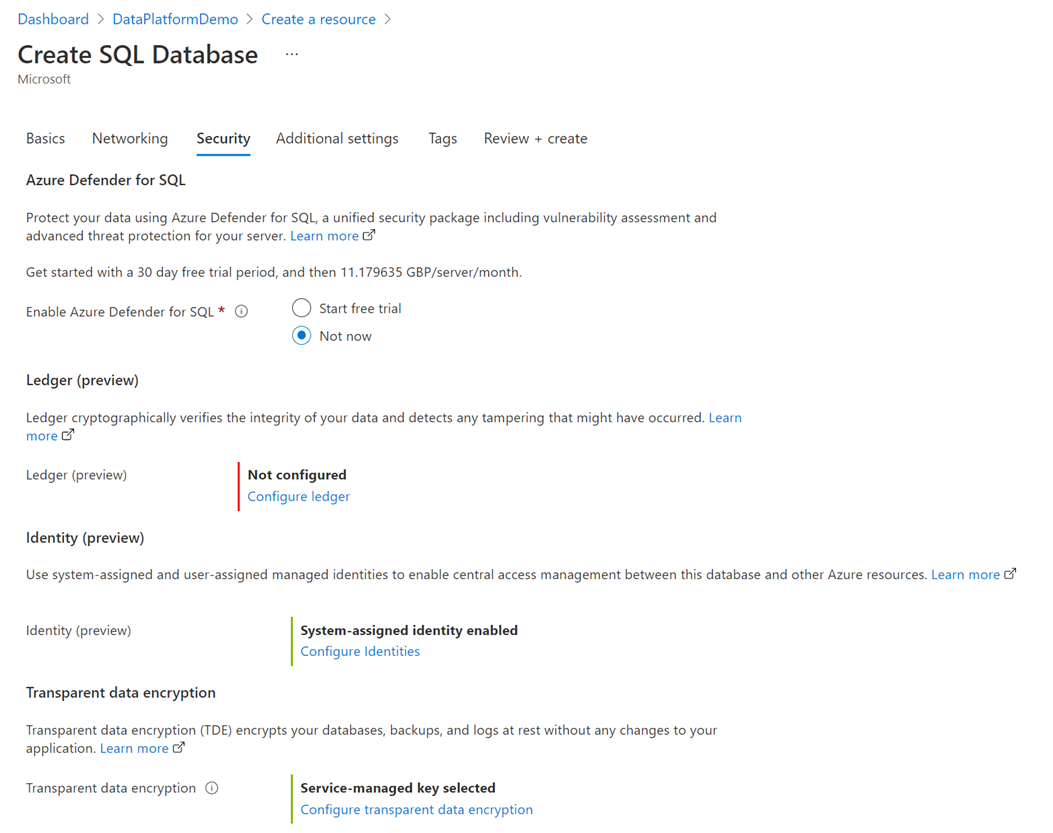 Dashboard > DataPlatformDemo > Create a resource >
Create SQL Database ...
Microsoft
Basics Networking Security Additional settings Tags Review + create
Azure Defender for SQL
Protect your data using Azure Defender for SQL, a unified security package including vulnerability assessment and
advanced threat protection for your server. Learn more
Get started with a 30 day free trial period, and then 11.179635 GBP/server/month.
Enable Azure Defender for SQL *
Start free trial
Not now
Ledger (preview)
Ledger cryptographically verifies the integrity of your data and detects any tampering that might have occurred. Learn
more
Ledger (preview) Not configured
Configure ledger
Identity (preview)
Use system-assigned and user-assigned managed identities to enable central access management between this database and other Azure resources. Learn more
Identity (preview) System-assigned identity enabled
Configure Identities
Transparent data encryption
Transparent data encryption (TDE) encrypts your databases, backups, and logs at rest without any changes to your
application. Learn more
Transparent data encryption Service-managed key selected
Configure transparent data encryption